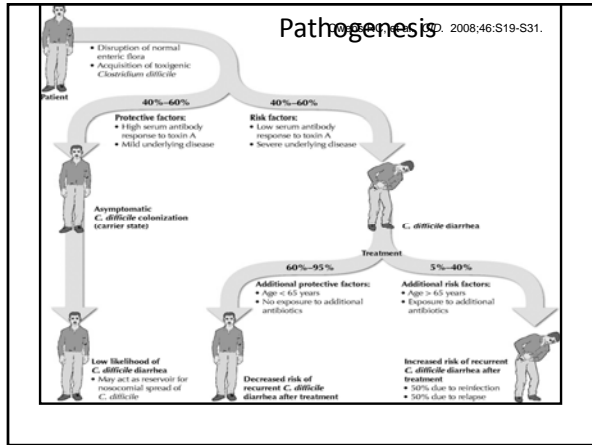 Pathogenesis
Owens RC, et al. CID. 2008;46:S19-S31.
• Disruption of normal
enteric flora
• Acquisition of toxigenic
Clostridium difficile
Patient
40%–60%
Protective factors:
• High serum antibody
response to toxin A
• Mild underlying disease
40%–60%
Risk factors:
• Low serum antibody
response to toxin A
• Severe underlying disease
Asymptomatic
C. difficile colonization
(carrier state)
C. difficile diarrhea
Treatment
60%–95%
Additional protective factors:
• Age < 65 years
• No exposure to additional
antibiotics
5%–40%
Additional risk factors:
• Age > 65 years
• Exposure to additional
antibiotics
Low likelihood of
C. difficile diarrhea
• May act as reservoir for
nosocomial spread of
C. difficile
Decreased risk of
recurrent C. difficile
diarrhea after treatment
Increased risk of recurrent
C. difficile diarrhea after
treatment
• 50% due to reinfection
• 50% due to relapse